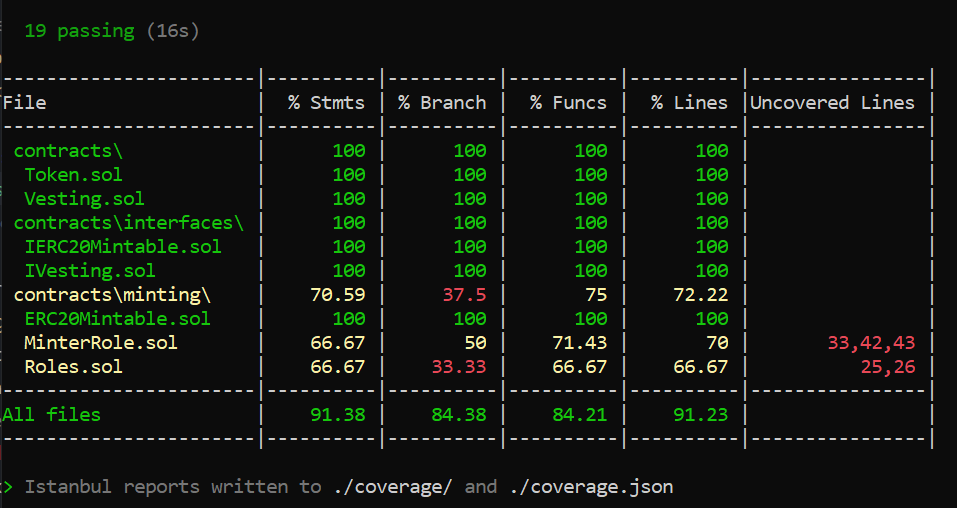 19 passing (16s)
------------------------|----------|----------|----------|----------|----------------|
File                    |  % Stmts | % Branch |  % Funcs |  % Lines |Uncovered Lines |
------------------------|----------|----------|----------|----------|----------------|
 contracts\             |      100 |      100 |      100 |      100 |                |
  Token.sol             |      100 |      100 |      100 |      100 |                |
  Vesting.sol           |      100 |      100 |      100 |      100 |                |
 contracts\interfaces\  |      100 |      100 |      100 |      100 |                |
  IERC20Mintable.sol    |      100 |      100 |      100 |      100 |                |
  IVesting.sol          |      100 |      100 |      100 |      100 |                |
 contracts\minting\     |    70.59 |     37.5 |       75 |    72.22 |                |
  ERC20Mintable.sol     |      100 |      100 |      100 |      100 |                |
  MinterRole.sol        |    66.67 |       50 |    71.43 |       70 |       33,42,43 |
  Roles.sol             |    66.67 |    33.33 |    66.67 |    66.67 |          25,26 |
------------------------|----------|----------|----------|----------|----------------|
All files               |    91.38 |    84.38 |    84.21 |    91.23 |                |
------------------------|----------|----------|----------|----------|----------------|
> Istanbul reports written to ./coverage/ and ./coverage.json